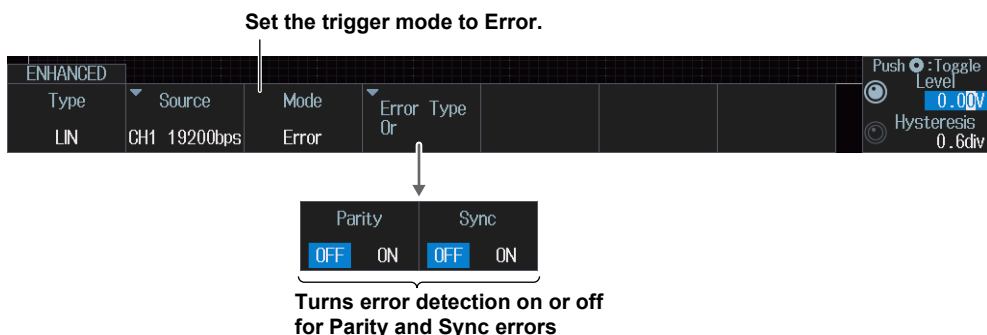 Set the trigger mode to Error.
ENHANCED
Type Source Mode Error Type
LIN CH1 19200bps Error Or
Push :Toggle
Level
0.00V
Hysteresis
0.6div
Parity Sync
OFF ON OFF ON
Turns error detection on or off
for Parity and Sync errors